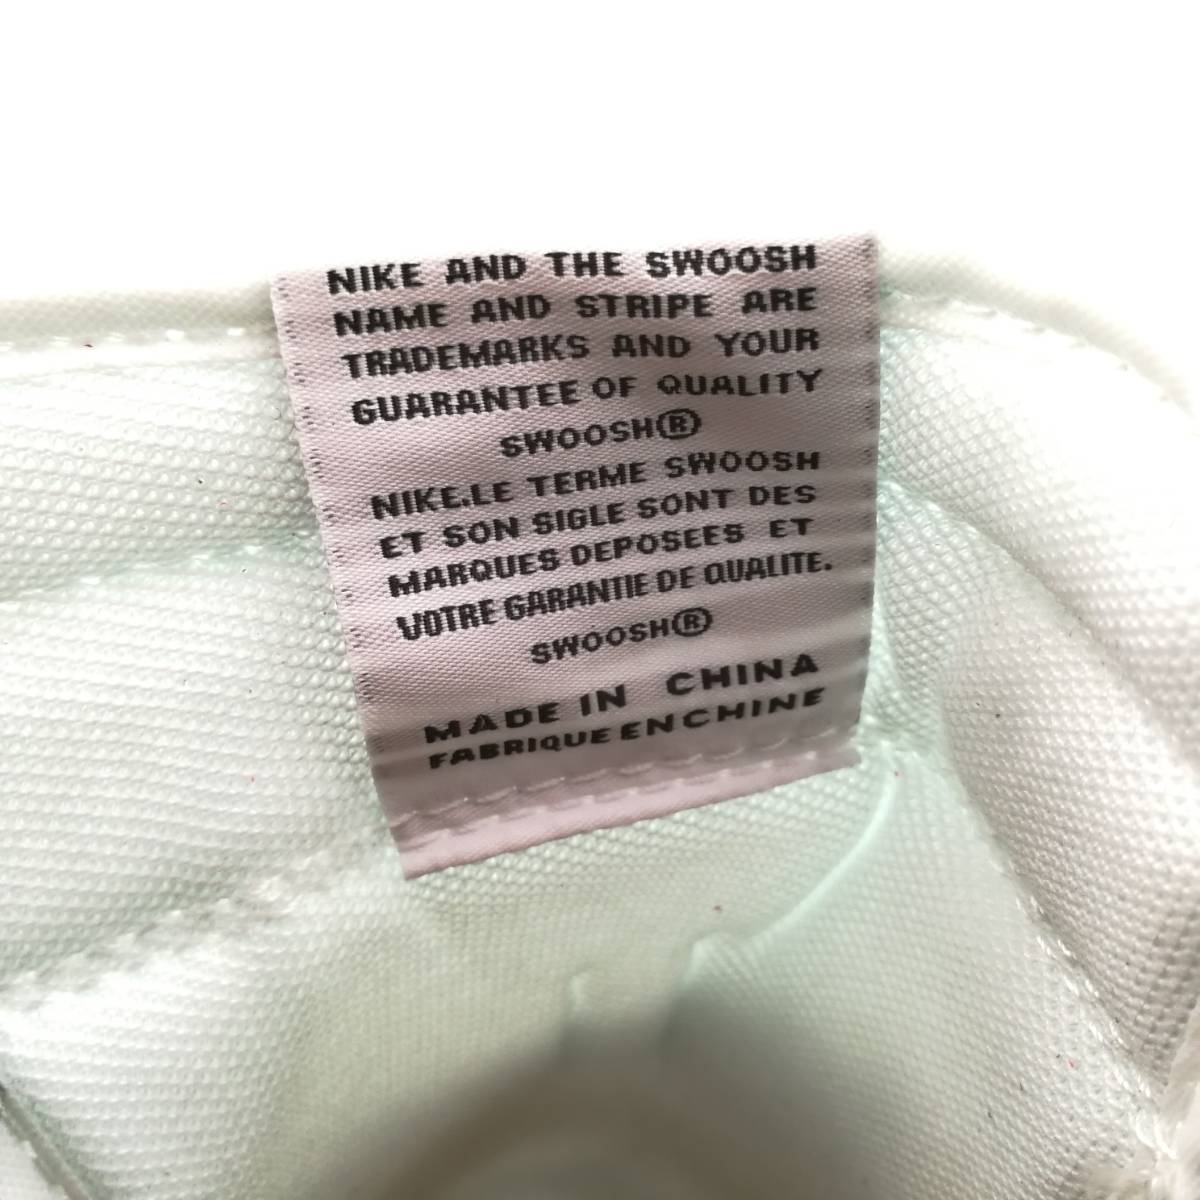 NIKE AND THE SWOOSH
NAME AND STRIPE ARE
TRADEMARKS AND YOUR
GUARANTEE OF QUALITY
SWOOSH®
NIKE.LE TERME SWOOSH
ET SON SIGLE SONT DES
MARQUES DEPOSEES ET
VOTRE GARANTIE DE QUALITE.
SWOOSH®
MADE IN CHINA
FABRIQUE EN CHINE